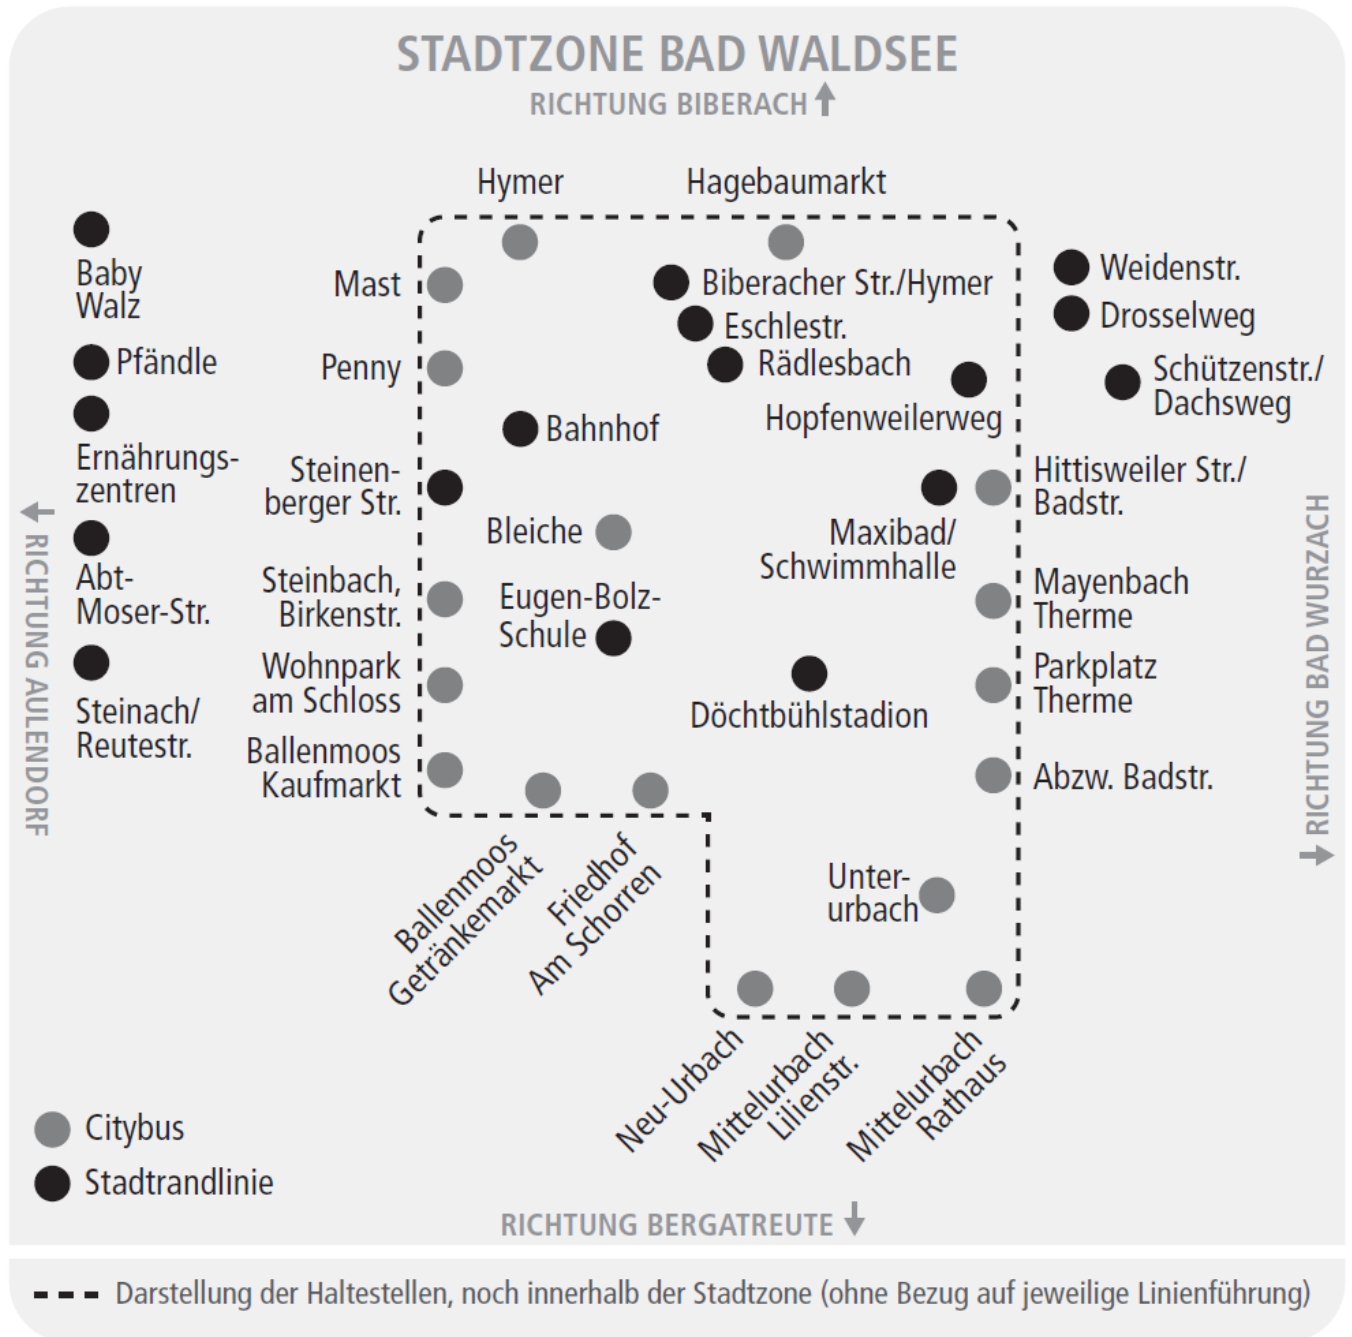 STADTZONE BAD WALDSEE
RICHTUNG BIBERACH
Hymer
Hagebaumarkt
Baby
Walz
Mast
Biberacher Str./Hymer
Weidenstr.
Eschlestr.
Drosselweg
Pfändle
Penny
Rädlesbach
Schützenstr./
Dachsweg
Hopfenweilerweg
Bahnhof
Ernährungs-
zentren
Steinen-
berger Str.
Hittisweiler Str./
Badstr.
Bleiche
Maxibad/
Schwimmhalle
RICHTUNG AULENDORF
RICHTUNG BAD WURZACH
Abt-
Moser-Str.
Steinbach,
Birkenstr.
Eugen-Bolz-
Schule
Mayenbach
Therme
Wohnpark
am Schloss
Parkplatz
Therme
Steinach/
Reutestr.
Döchtbühlstadion
Ballenmoos
Kaufmarkt
Abzw. Badstr.
Ballenmoos
Getränkemarkt
Friedhof
Am Schorren
Unter-
urbach
Neu-Urbach
Mittelurbach
Lilienstr.
Mittelurbach
Rathaus
Citybus
Stadtrandlinie
RICHTUNG BERGATREUTE
Darstellung der Haltestellen, noch innerhalb der Stadtzone (ohne Bezug auf jeweilige Linienführung)